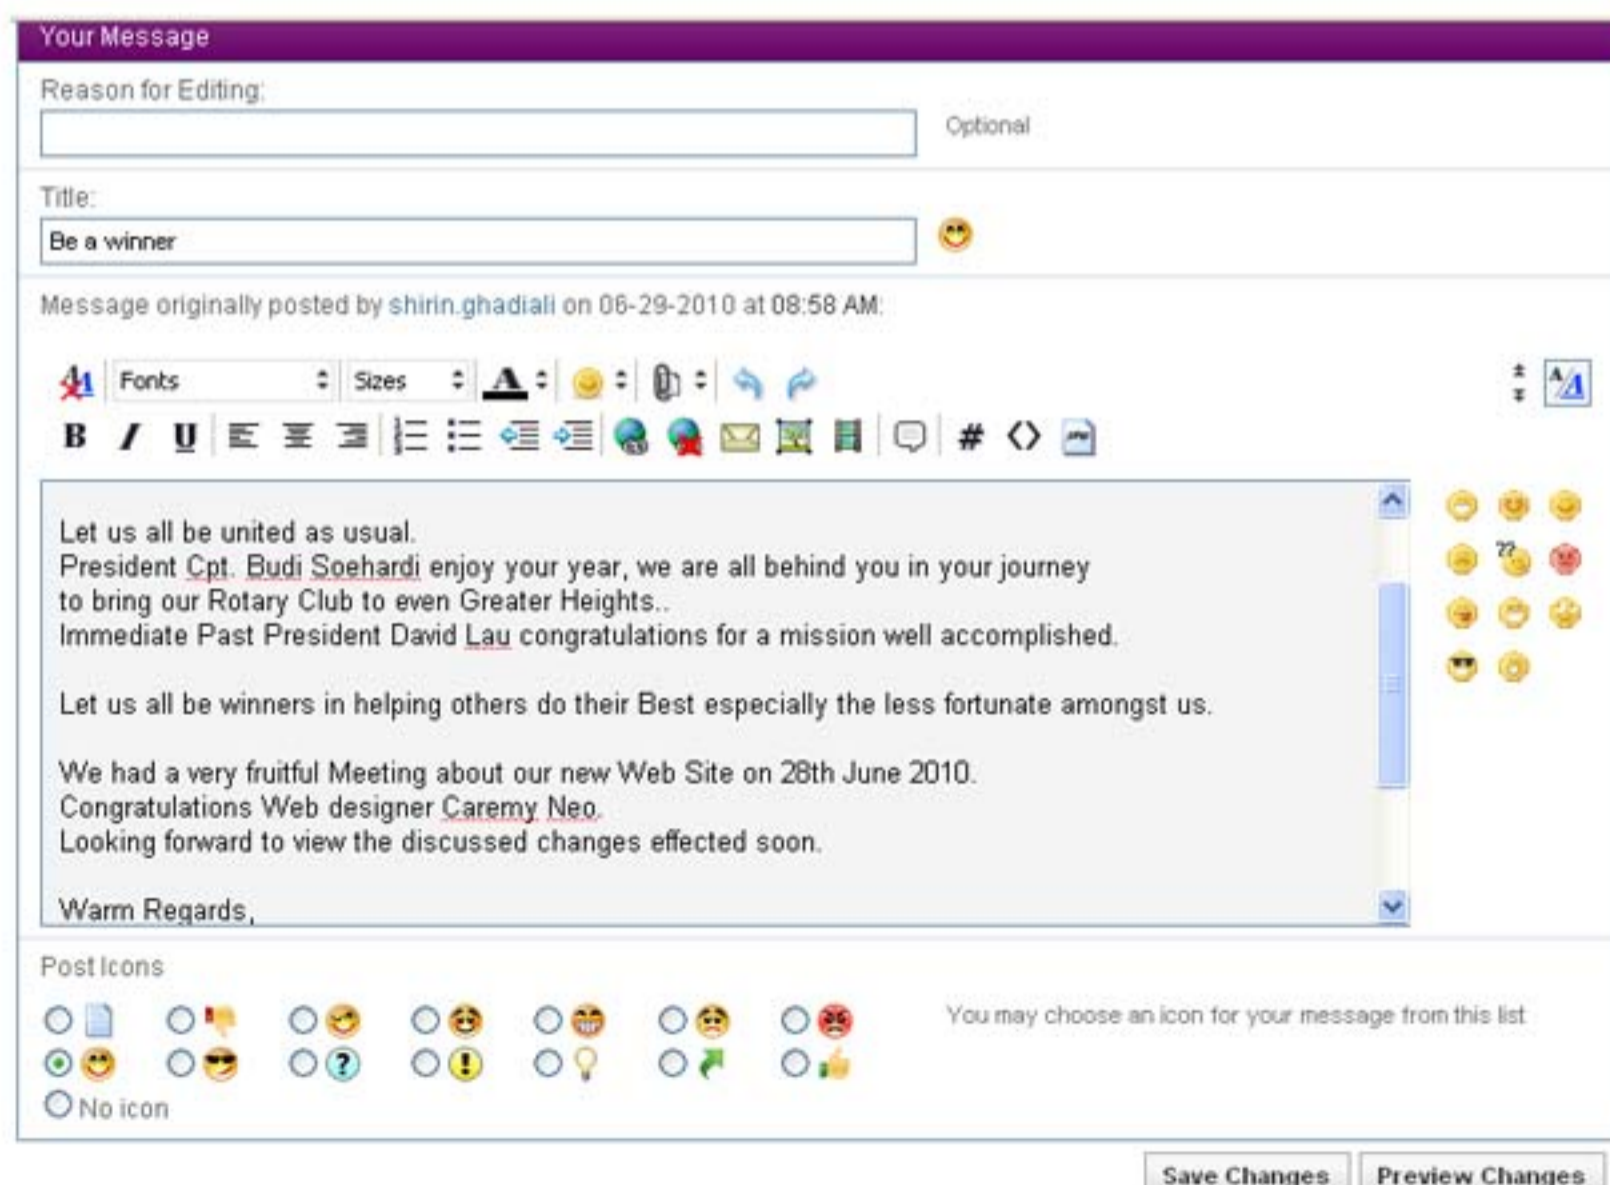 Your Message
Reason for Editing:
Optional
Title:
Be a winner
Message originally posted by shirin.ghadiali on 06-29-2010 at 08:58 AM:
Fonts Sizes A
B I U # <>
Let us all be united as usual.
President Cpt. Budi Soehardi enjoy your year, we are all behind you in your journey
to bring our Rotary Club to even Greater Heights..
Immediate Past President David Lau congratulations for a mission well accomplished.
Let us all be winners in helping others do their Best especially the less fortunate amongst us.
We had a very fruitful Meeting about our new Web Site on 28th June 2010.
Congratulations Web designer Caremy Neo.
Looking forward to view the discussed changes effected soon.
Warm Regards,
Post Icons
You may choose an icon for your message from this list
No icon
Save Changes Preview Changes